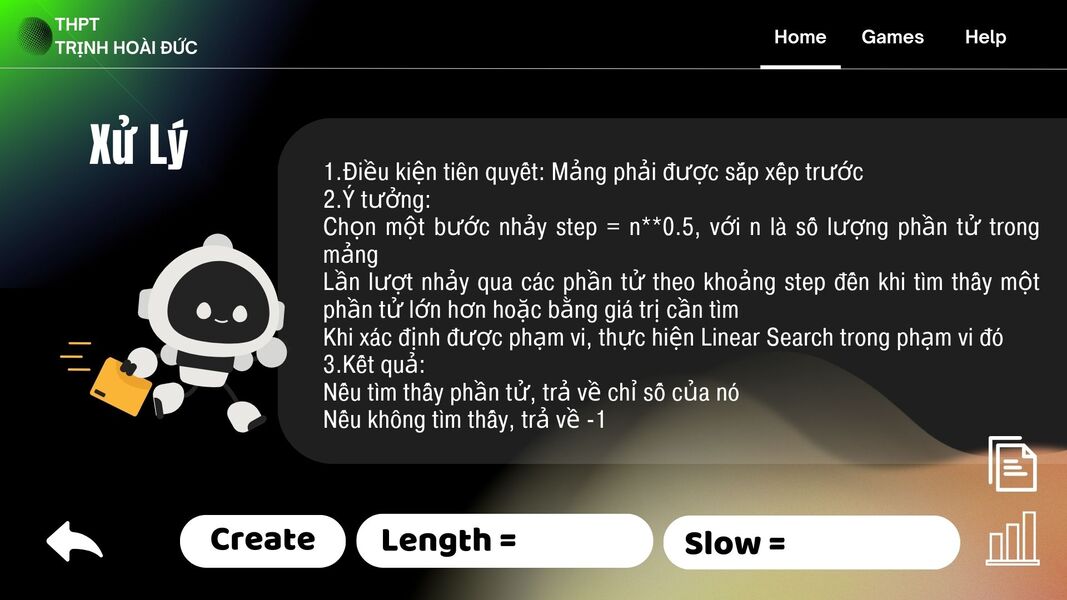 THPT
TRỊNH HOÀI ĐỨC
Home
Games
Help
Xử Lý
1.Điều kiện tiên quyết: Mảng phải được sắp xếp trước
2.Ý tưởng:
Chọn một bước nhảy step = n**0.5, với n là số lượng phần tử trong
mảng
Lần lượt nhảy qua các phần tử theo khoảng step đến khi tìm thấy một
phần tử lớn hơn hoặc bằng giá trị cần tìm
Khi xác định được phạm vi, thực hiện Linear Search trong phạm vi đó
3.Kết quả:
Nếu tìm thấy phần tử, trả về chỉ số của nó
Nếu không tìm thấy, trả về -1
Create
Length =
Slow =